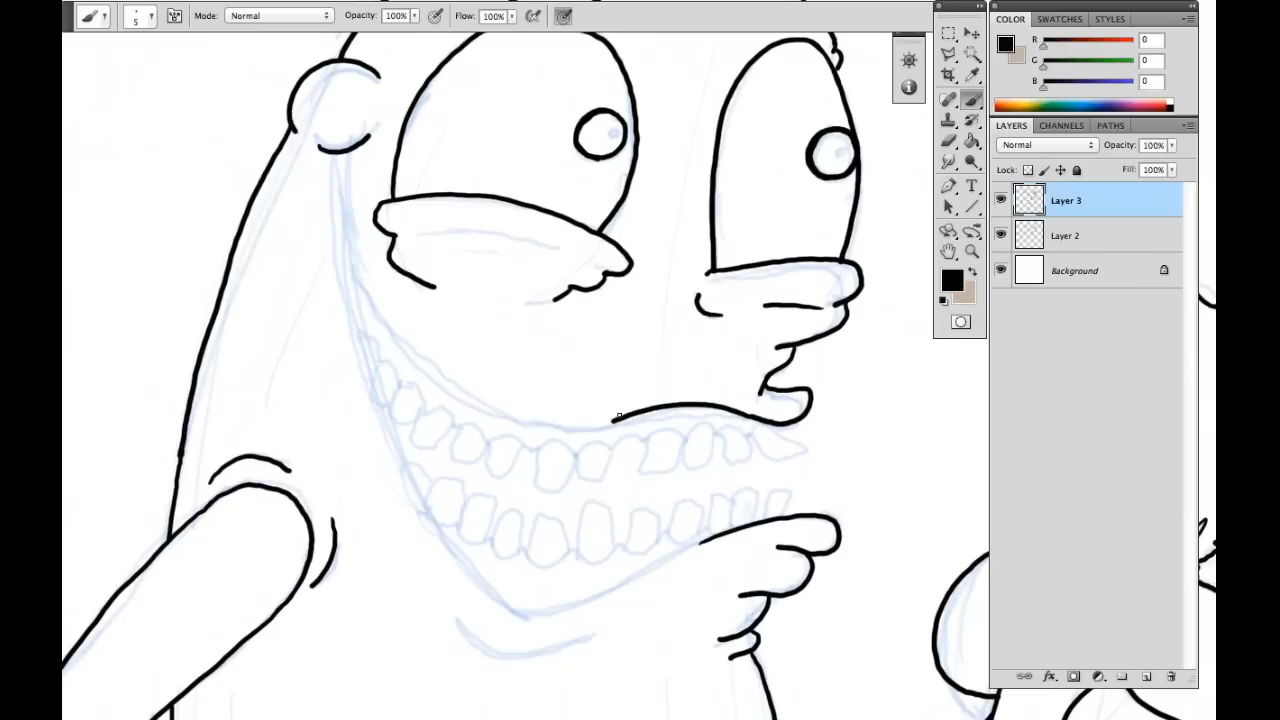 5
Mode: Normal
Opacity: 100%
Flow: 100%
COLOR SWATCHES STYLES
R 0
G 0
B 0
LAYERS CHANNELS PATHS
Normal
Opacity: 100%
Lock:
Fill: 100%
Layer 3
Layer 2
Background